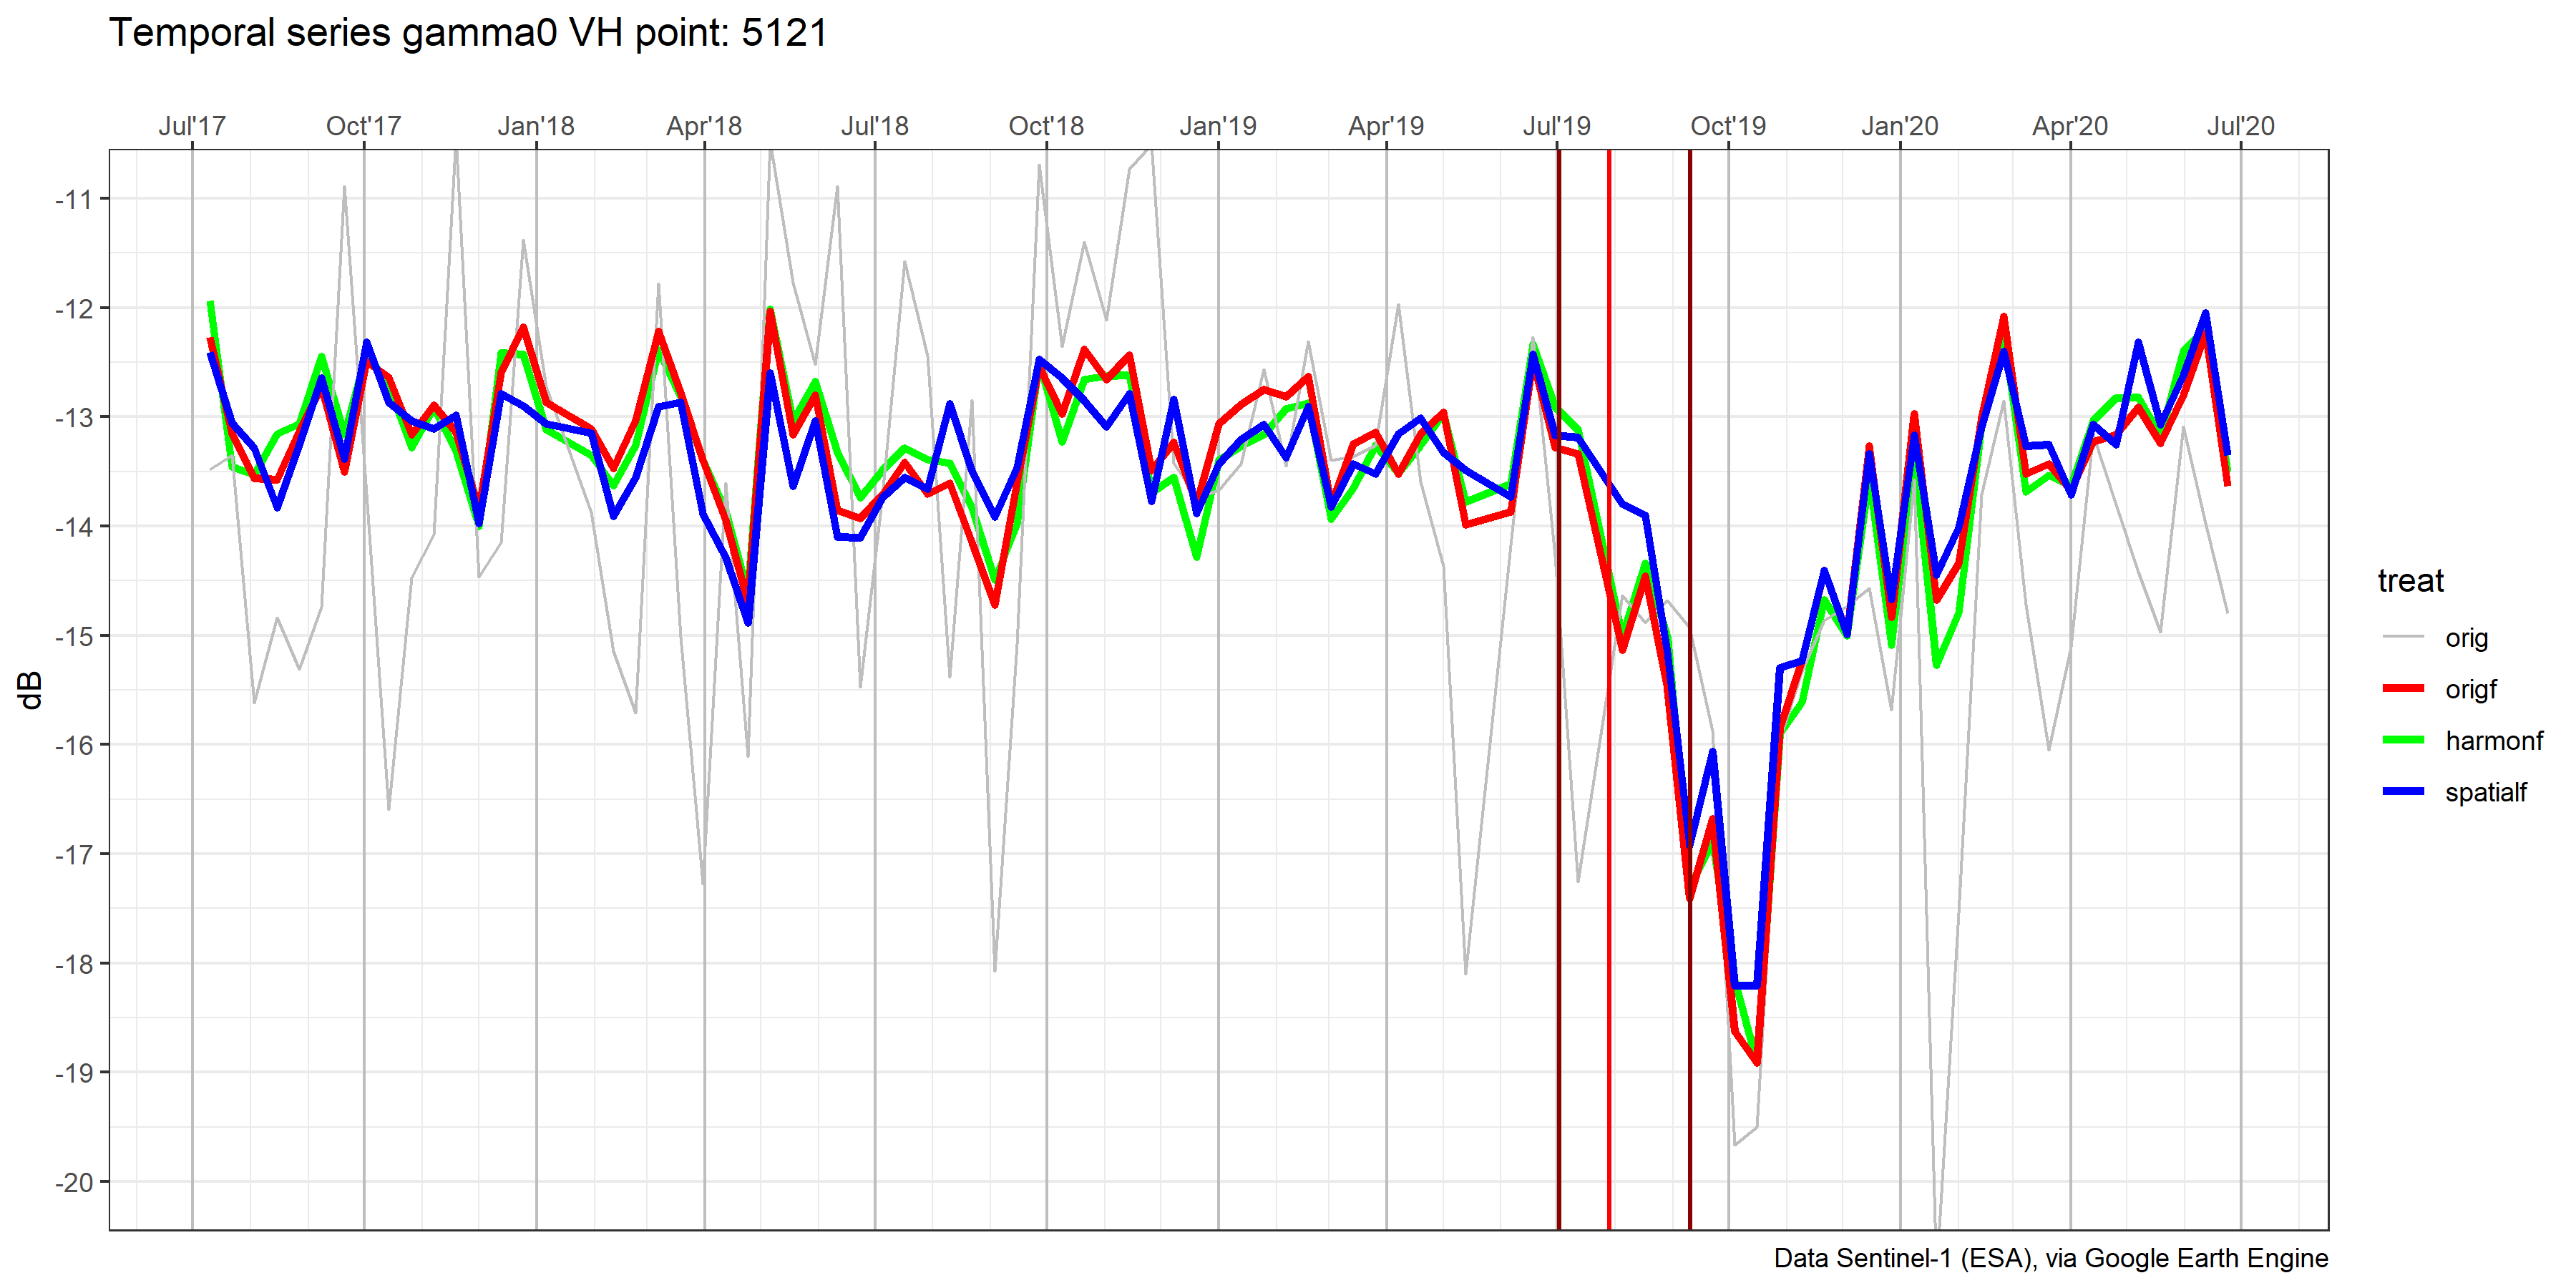 Temporal series gamma0 VH point: 5121
Jul'17 Oct'17 Jan'18 Apr'18 Jul'18 Oct'18 Jan'19 Apr'19 Jul'19 Oct'19 Jan'20 Apr'20 Jul'20
-11
-12
-13
-14
-15
-16
-17
-18
-19
-20
dB
treat
orig
origf
harmonf
spatialf
Data Sentinel-1 (ESA), via Google Earth Engine